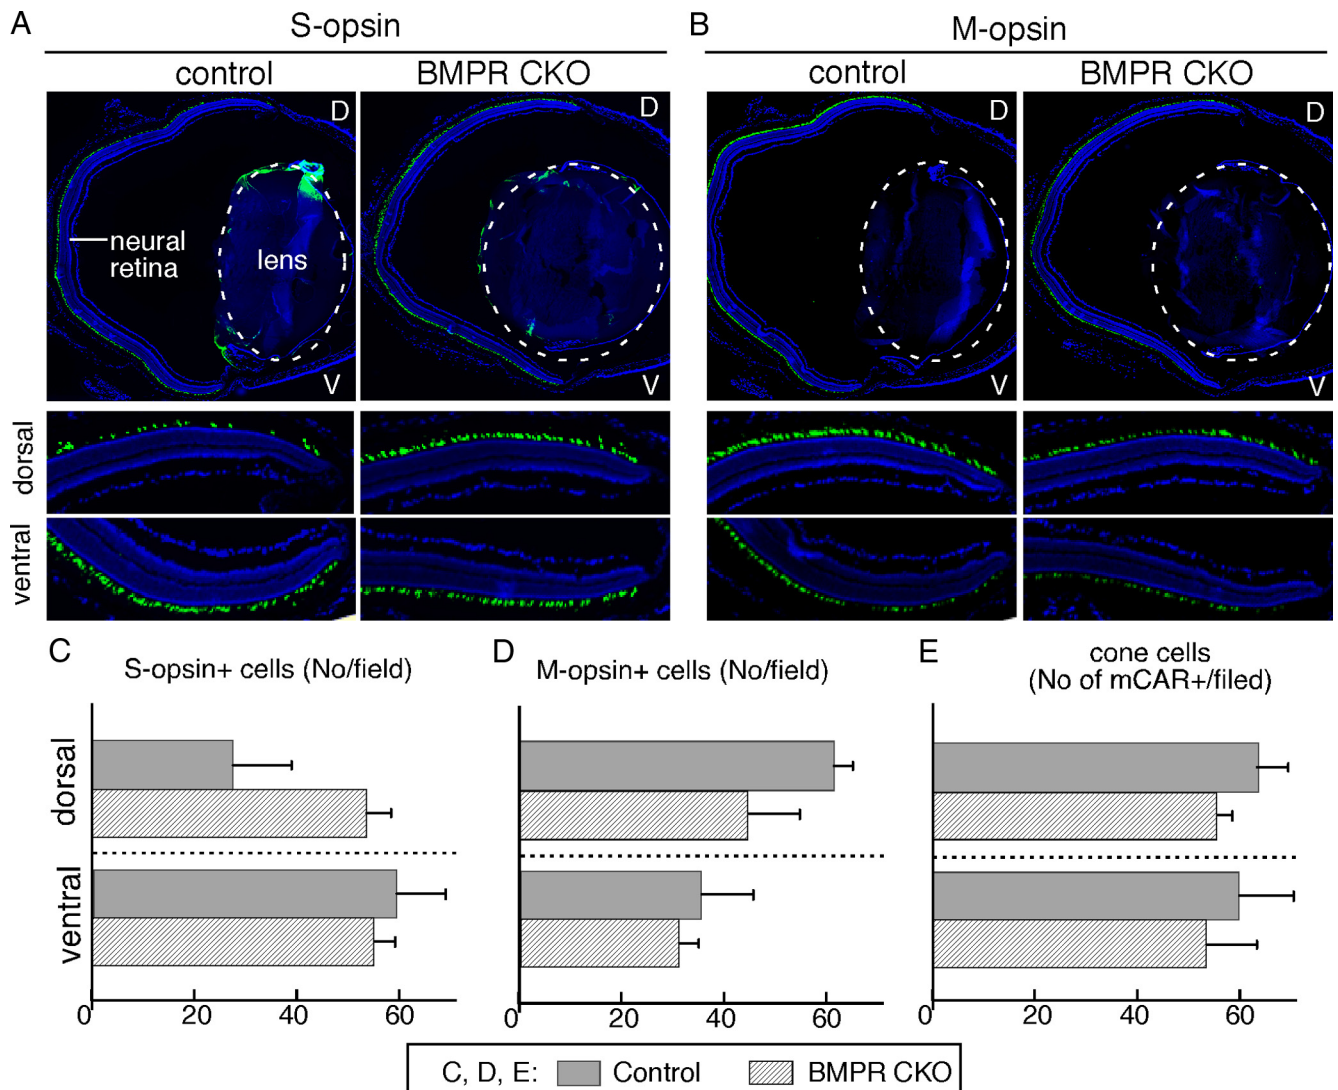 A
S-opsin
B
M-opsin
control
BMPR CKO
control
BMPR CKO
D
D
D
D
neural
retina
lens
V
V
V
V
dorsal
ventral
C
S-opsin+ cells (No/field)
D
M-opsin+ cells (No/field)
E
cone cells
(No of mCAR+/filed)
dorsal
ventral
0 20 40 60
0 20 40 60
0 20 40 60
C, D, E: Control BMPR CKO